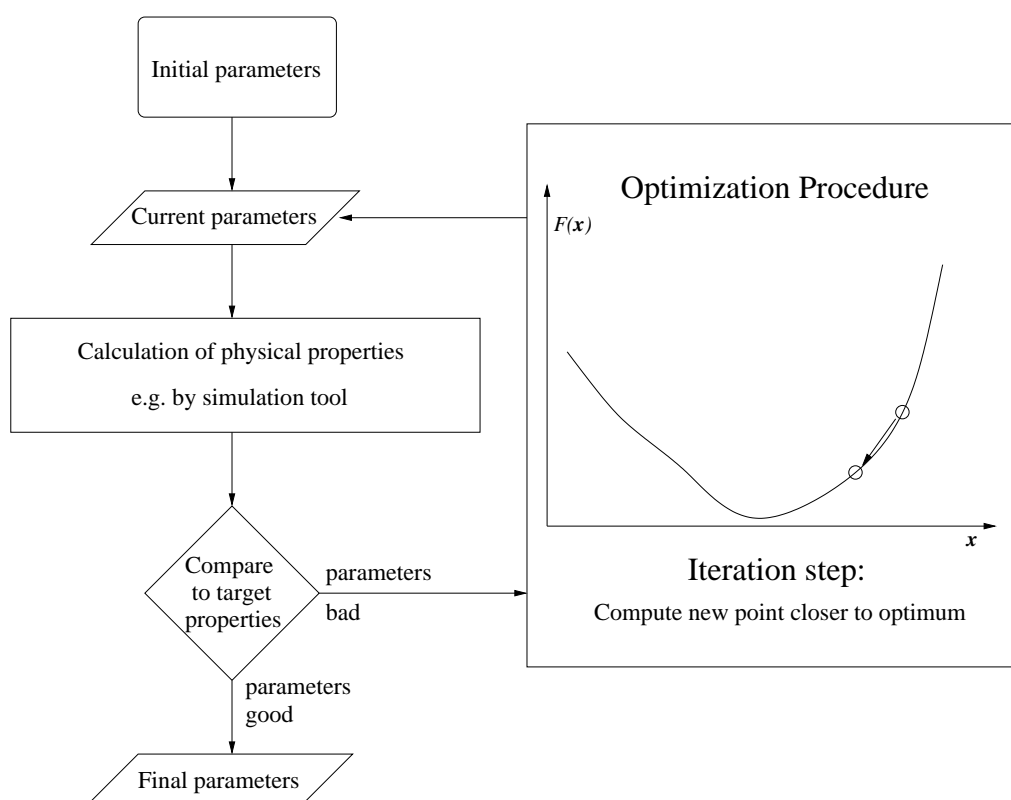 Initial parameters
Current parameters
Calculation of physical properties
e.g. by simulation tool
Compare
to target
properties
parameters
bad
parameters
good
Final parameters
Optimization Procedure
F(x)
x
Iteration step:
Compute new point closer to optimum